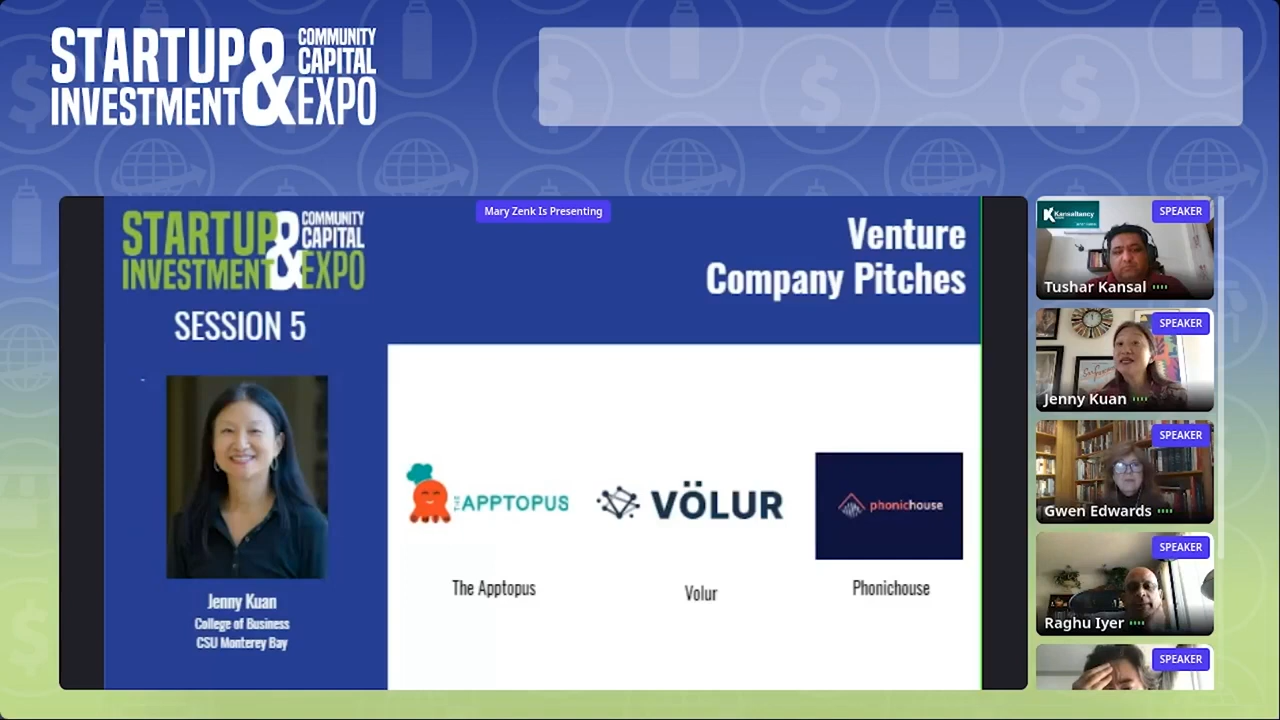 STARTUP & COMMUNITY
CAPITAL
INVESTMENT EXPO
Mary Zenk Is Presenting
STARTUP & COMMUNITY
CAPITAL
INVESTMENT EXPO
SESSION 5
Venture
Company Pitches
Jenny Kuan
College of Business
CSU Monterey Bay
THE APPTOPUS
VÖLUR
phonichouse
The Apptopus
Volur
Phonichouse
Kansaltancy
SPEAKER
Tushar Kansal
SPEAKER
Jenny Kuan
SPEAKER
Gwen Edwards
SPEAKER
Raghu Iyer
SPEAKER